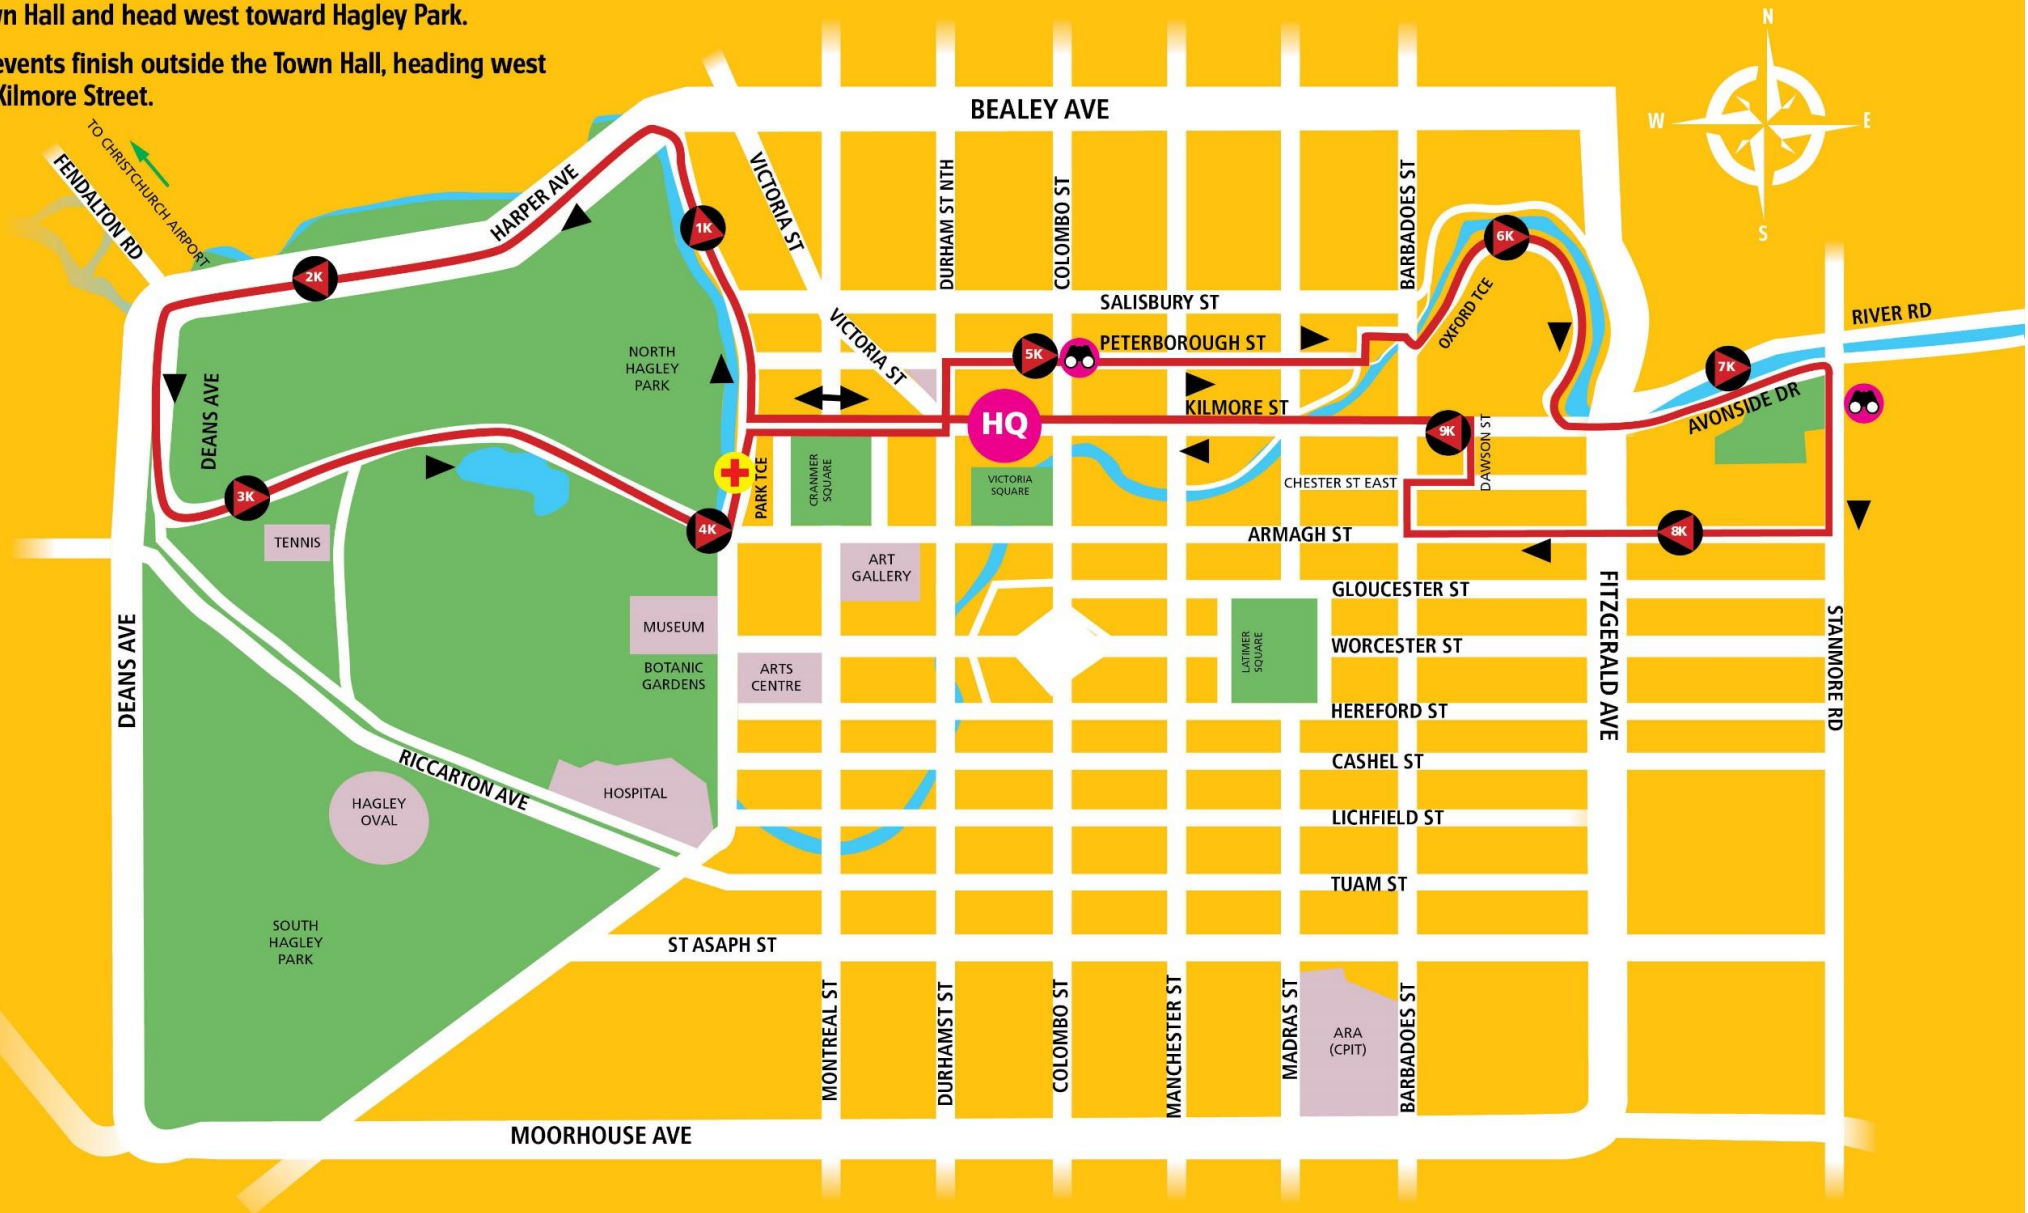 wn Hall and head west toward Hagley Park.
events finish outside the Town Hall, heading west
Kilmore Street.
TO CHRISTCHURCH AIRPORT
FENDALTON RD
HARPER AVE
BEALEY AVE
N
W
E
S
VICTORIA ST
DURHAM ST NTH
COLOMBO ST
BARBADOES ST
1K
2K
6K
OXFORD TCE
SALISBURY ST
VICTORIA ST
RIVER RD
NORTH
HAGLEY
PARK
5K
PETERBOROUGH ST
7K
AVONSIDE DR
DEANS AVE
KILMORE ST
HQ
9K
DAWSON ST
3K
PARK TCE
CRANMER
SQUARE
VICTORIA
SQUARE
CHESTER ST EAST
4K
ARMAGH ST
8K
TENNIS
ART
GALLERY
GLOUCESTER ST
MUSEUM
LATIMER
SQUARE
WORCESTER ST
BOTANIC
GARDENS
ARTS
CENTRE
DEANS AVE
FITZGERALD AVE
STANMORE RD
HEREFORD ST
CASHEL ST
RICCARTON AVE
HOSPITAL
HAGLEY
OVAL
LICHFIELD ST
TUAM ST
SOUTH
HAGLEY
PARK
ST ASAPH ST
MONTREAL ST
DURHAMST ST
COLOMBO ST
MANCHESTER ST
MADRAS ST
ARA
(CPIT)
BARBADOES ST
MOORHOUSE AVE